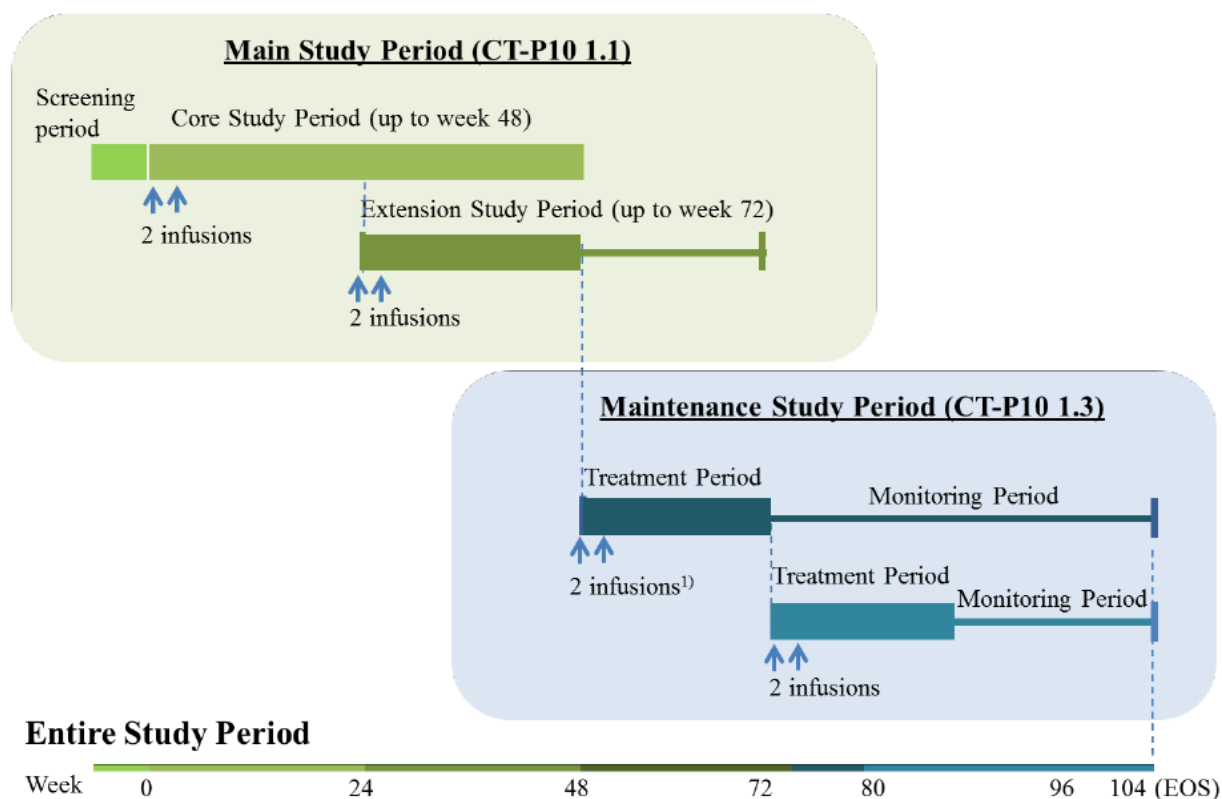 Main Study Period (CT-P10 1.1)
Screening
period
Core Study Period (up to week 48)
2 infusions
Extension Study Period (up to week 72)
2 infusions
Maintenance Study Period (CT-P10 1.3)
Treatment Period
Monitoring Period
2 infusions1)
Treatment Period
Monitoring Period
2 infusions
Entire Study Period
Week 0 24 48 72 80 96 104 (EOS)